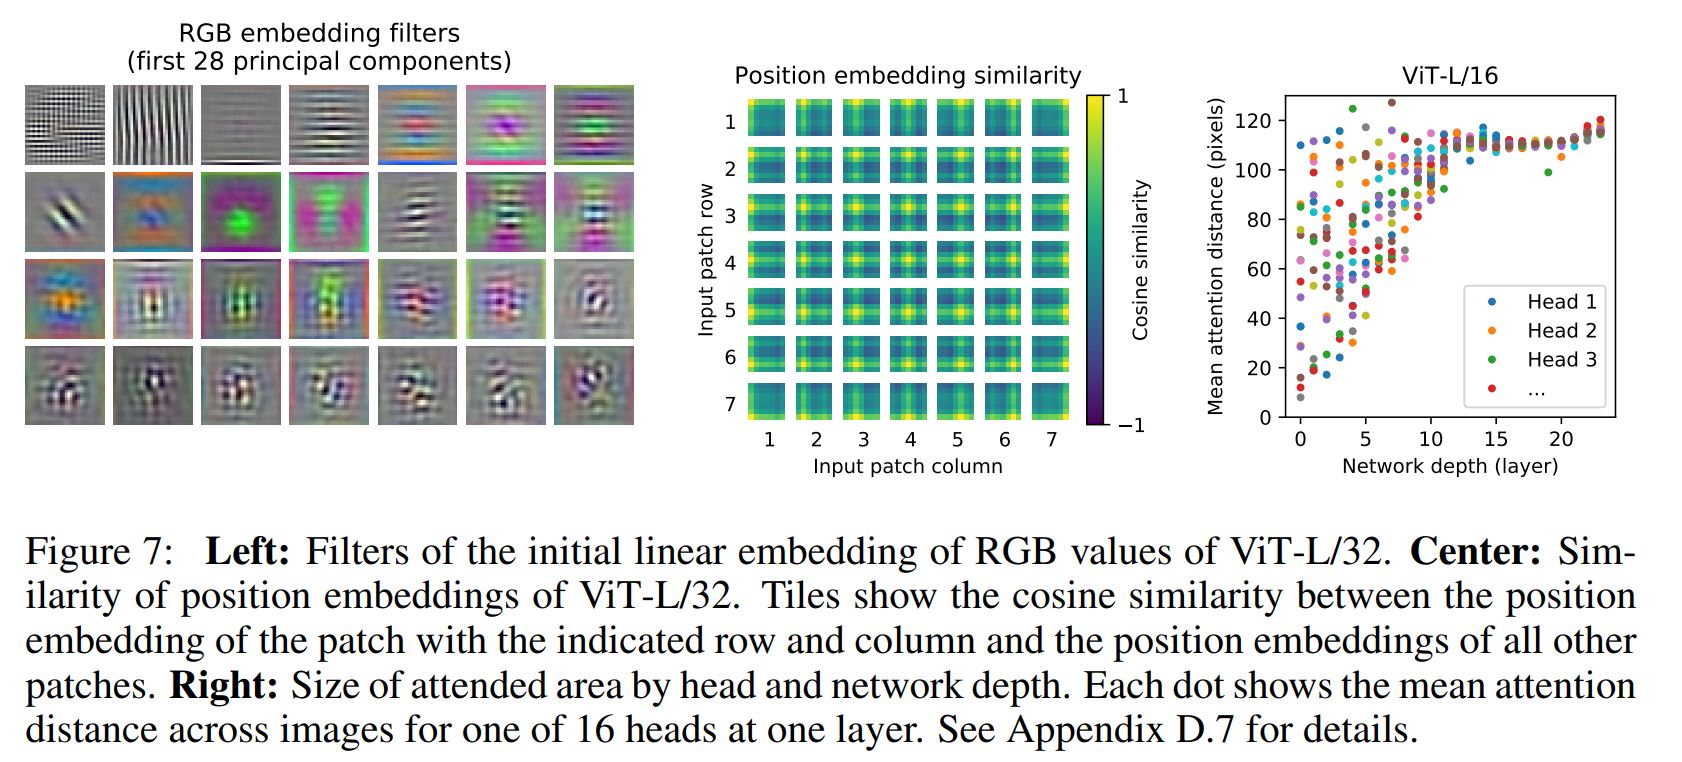 RGB embedding filters
(first 28 principal components)
Position embedding similarity
Input patch row
1
2
3
4
5
6
7
1 2 3 4 5 6 7
Input patch column
1
−1
Cosine similarity
ViT-L/16
Mean attention distance (pixels)
120
100
80
60
40
20
0
0 5 10 15 20
Network depth (layer)
Head 1
Head 2
Head 3
...
Figure 7: Left: Filters of the initial linear embedding of RGB values of ViT-L/32. Center: Sim-
ilarity of position embeddings of ViT-L/32. Tiles show the cosine similarity between the position
embedding of the patch with the indicated row and column and the position embeddings of all other
patches. Right: Size of attended area by head and network depth. Each dot shows the mean attention
distance across images for one of 16 heads at one layer. See Appendix D.7 for details.